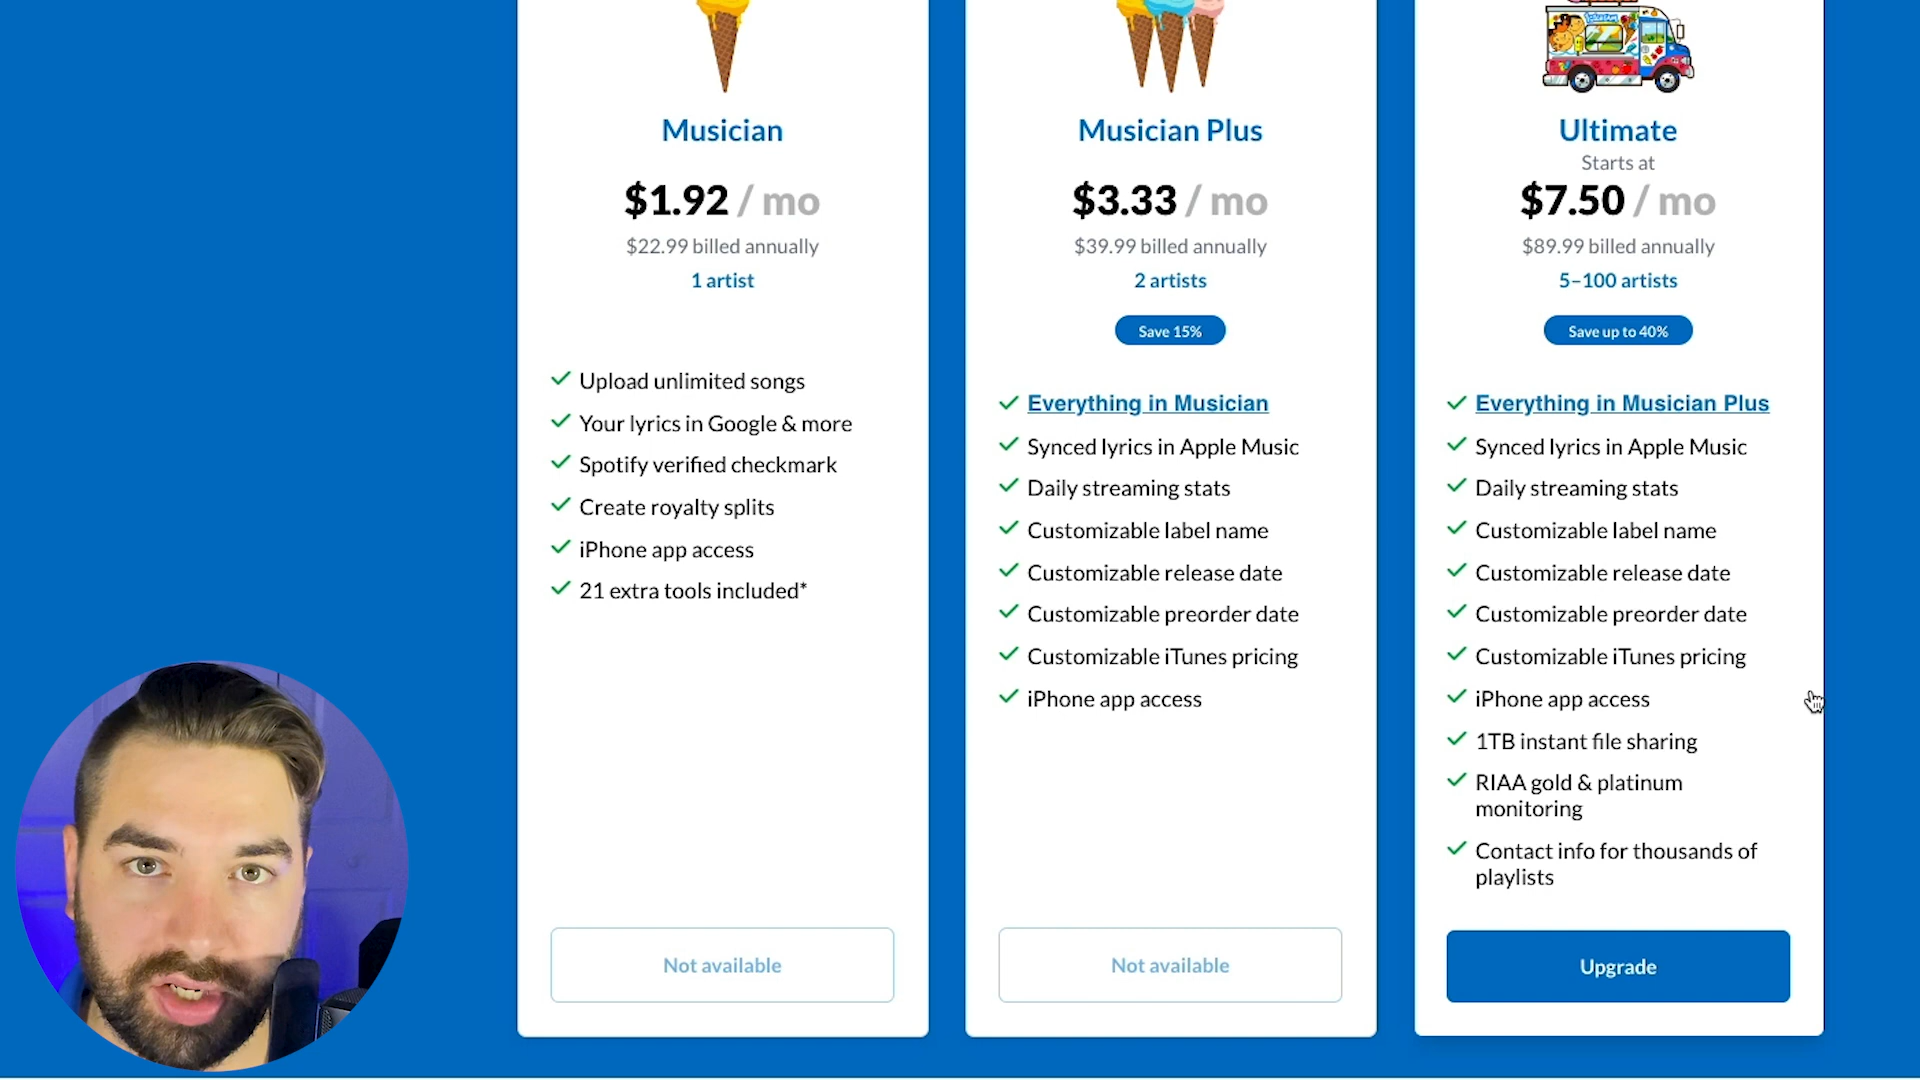 Musician
$1.92 / mo
$22.99 billed annually
1 artist
Upload unlimited songs
Your lyrics in Google & more
Spotify verified checkmark
Create royalty splits
iPhone app access
21 extra tools included*
Not available
Musician Plus
$3.33 / mo
$39.99 billed annually
2 artists
Save 15%
Everything in Musician
Synced lyrics in Apple Music
Daily streaming stats
Customizable label name
Customizable release date
Customizable preorder date
Customizable iTunes pricing
iPhone app access
Not available
Ultimate
Starts at
$7.50 / mo
$89.99 billed annually
5–100 artists
Save up to 40%
Everything in Musician Plus
Synced lyrics in Apple Music
Daily streaming stats
Customizable label name
Customizable release date
Customizable preorder date
Customizable iTunes pricing
iPhone app access
1TB instant file sharing
RIAA gold & platinum
monitoring
Contact info for thousands of
playlists
Upgrade